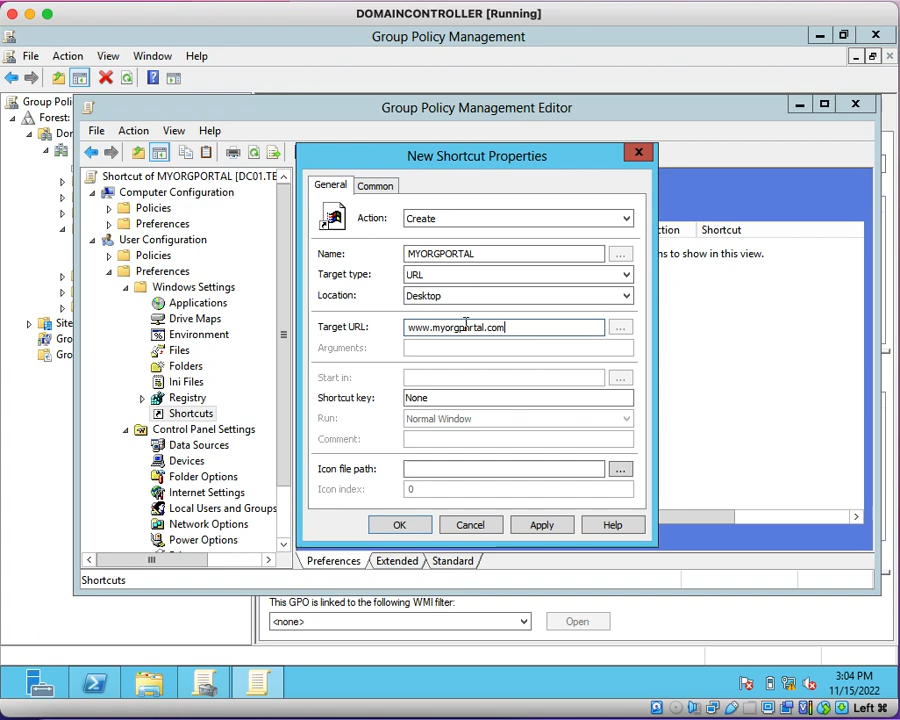 DOMAINCONTROLLER [Running]
Group Policy Management
File Action View Window Help
Group Poli
Forest:
Dor
Site
Gro
Gro
Group Policy Management Editor
File Action View Help
Shortcut of MYORGPORTAL [DC01.TE
Computer Configuration
Policies
Preferences
User Configuration
Policies
Preferences
Windows Settings
Applications
Drive Maps
Environment
Files
Folders
Ini Files
Registry
Shortcuts
Control Panel Settings
Data Sources
Devices
Folder Options
Internet Settings
Local Users and Groups
Network Options
Power Options
Shortcuts
New Shortcut Properties
General Common
Action: Create
Name: MYORGPORTAL ...
Target type: URL
Location: Desktop
Target URL: www.myorgportal.com ...
Arguments:
Start in: ...
Shortcut key: None
Run: Normal Window
Comment:
Icon file path: ...
Icon index: 0
OK Cancel Apply Help
ction Shortcut
ns to show in this view.
Preferences Extended Standard
This GPO is linked to the following WMI filter:
<none> Open
3:04 PM
11/15/2022
Left ⌘